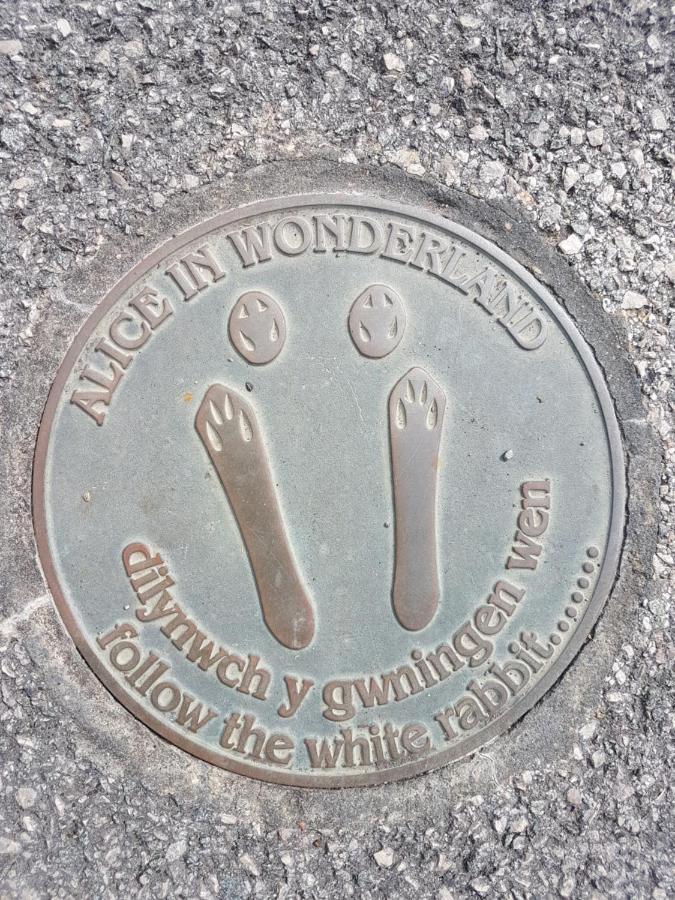 ALICE IN WONDERLAND
dilynwch y gwningen wen
follow the white rabbit........